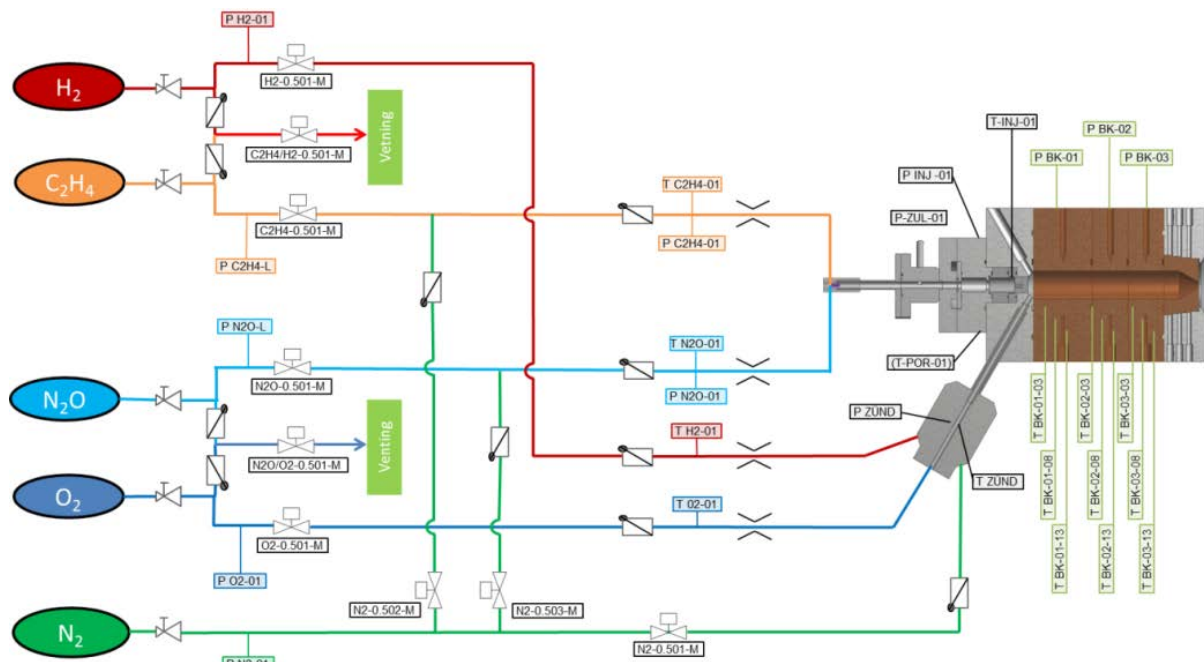 P H2-01
H₂
H2-0.501-M
Vetning
C2H4/H2-0.501-M
T-INJ-01
P BK-02
P BK-01
P BK-03
C₂H₄
T C2H4-01
P INJ -01
P-ZUL-01
C2H4-0.501-M
P C2H4-L
P C2H4-01
P N2O-L
T N2O-01
(T-POR-01)
N2O-0.501-M
N₂O
P N2O-01
Venting
T BK-01-03
T BK-02-03
T BK-03-03
P ZÜND
T H2-01
N2O/O2-0.501-M
T BK-01-08
T BK-02-08
T BK-03-08
T ZÜND
O₂
T 02-01
O2-0.501-M
T BK-01-13
T BK-02-13
T BK-03-13
P O2-01
N2-0.502-M
N2-0.503-M
N₂
N2-0.501-M